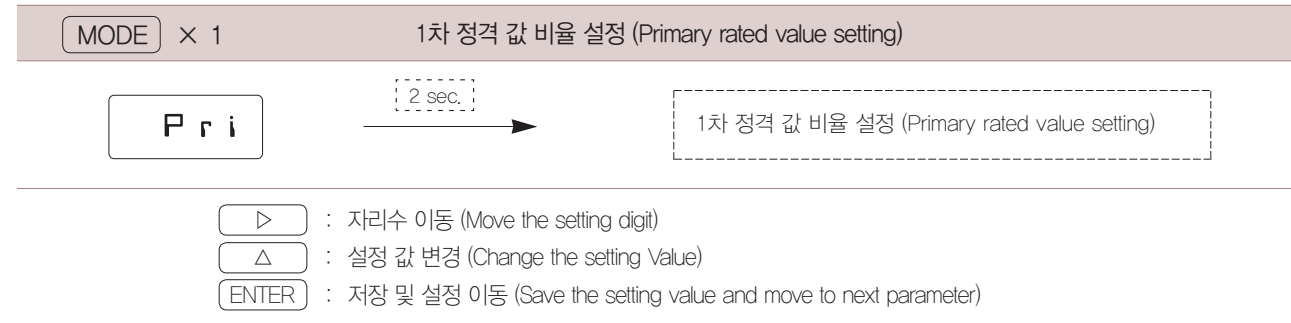 MODE × 1 1차 정격 값 비율 설정 (Primary rated value setting)
2 sec.
Pri 1차 정격 값 비율 설정 (Primary rated value setting)
▷ : 자리수 이동 (Move the setting digit)
△ : 설정 값 변경 (Change the setting Value)
ENTER : 저장 및 설정 이동 (Save the setting value and move to next parameter)